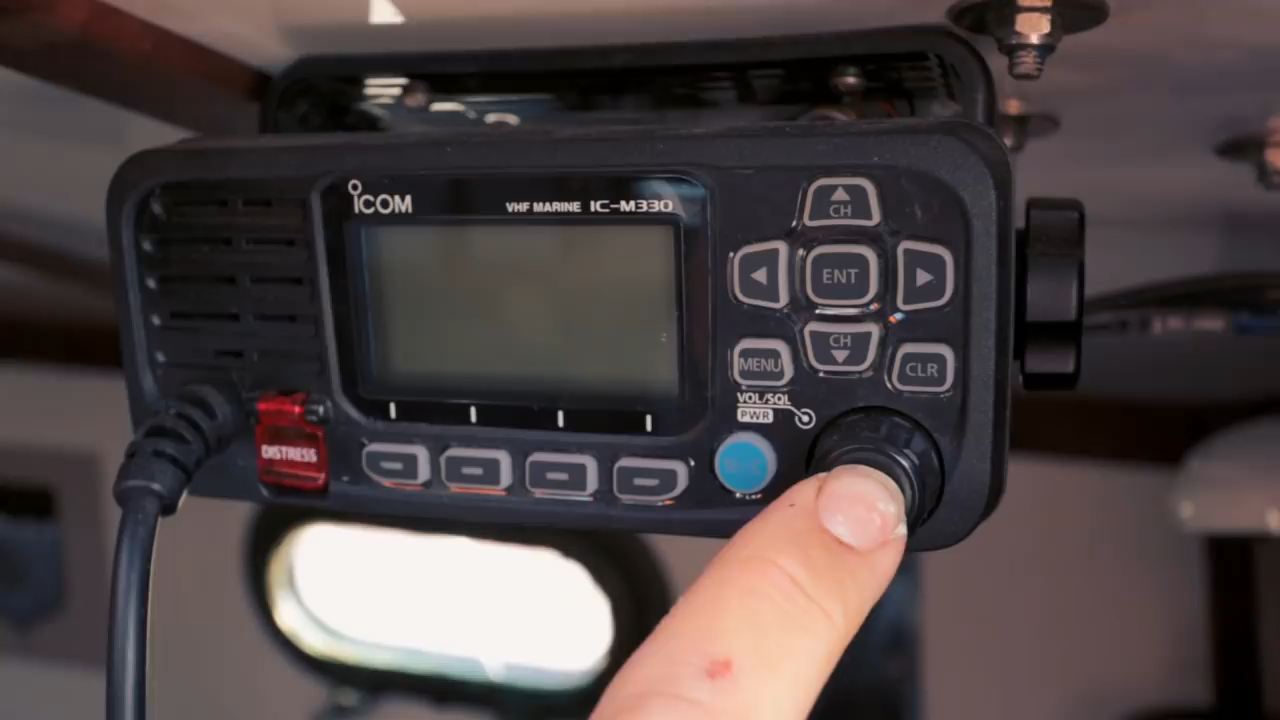 ICOM
VHF MARINE IC-M330
▲
CH
◀ ENT ▶
CH
▼
MENU
CLR
VOL/SQL
PWR
DISTRESS